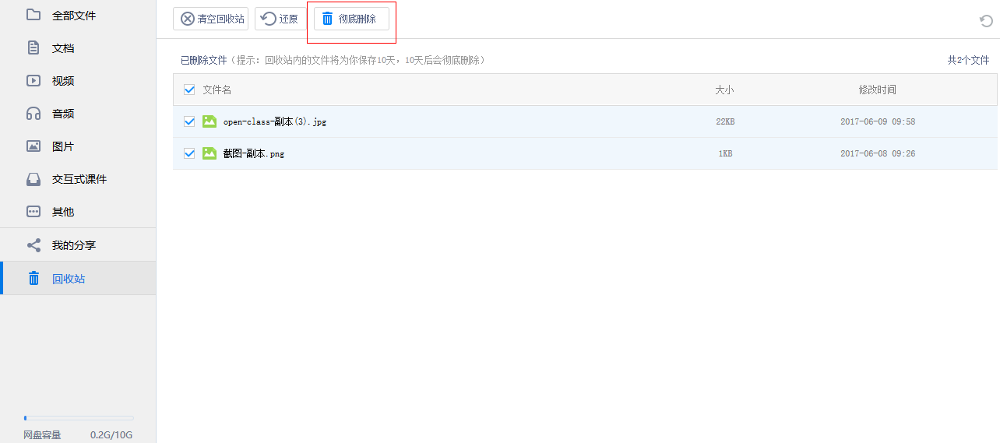 全部文件
文档
视频
音频
图片
交互式课件
其他
我的分享
回收站
网盘容量 0.2G/10G
清空回收站 还原 彻底删除
已删除文件（提示：回收站内的文件将为你保存10天，10天后会彻底删除） 共2个文件
文件名 大小 修改时间
open-class-副本(3).jpg 22KB 2017-06-09 09:58
截图-副本.png 1KB 2017-06-08 09:26